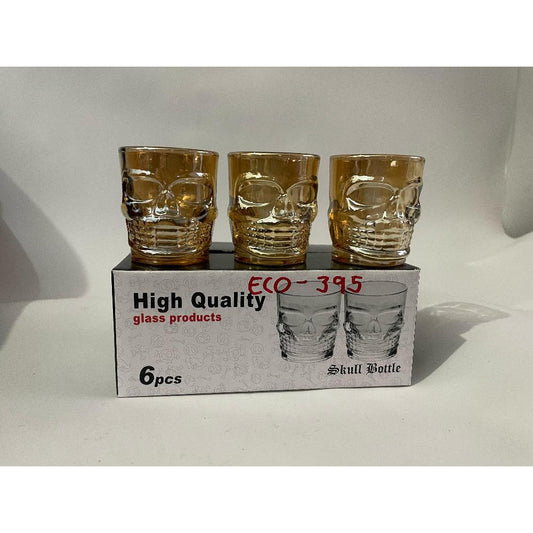 ECO-395
High Quality
glass products
6pcs
Skull Bottle